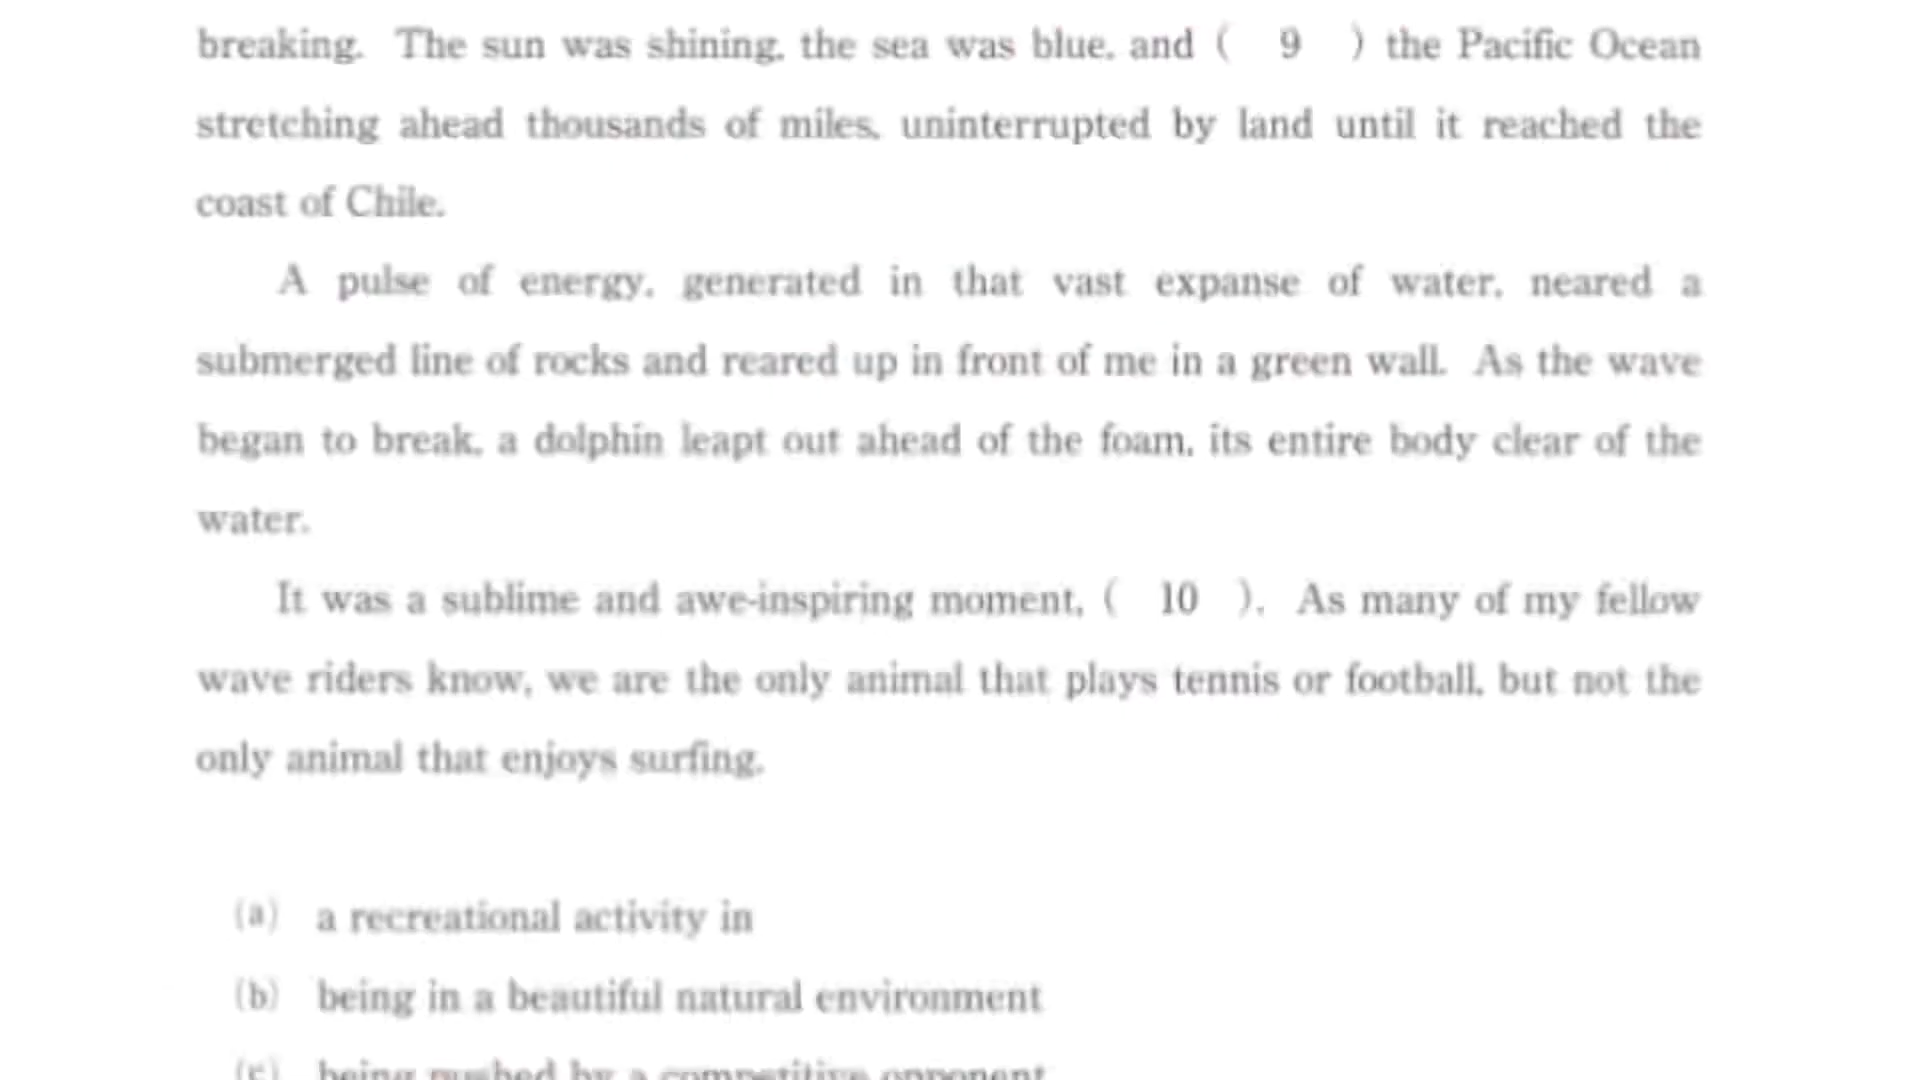 breaking. The sun was shining, the sea was blue, and ( 9 ) the Pacific Ocean
stretching ahead thousands of miles, uninterrupted by land until it reached the
coast of Chile.
A pulse of energy, generated in that vast expanse of water, neared a
submerged line of rocks and reared up in front of me in a green wall. As the wave
began to break, a dolphin leapt out ahead of the foam, its entire body clear of the
water.
It was a sublime and awe-inspiring moment, ( 10 ). As many of my fellow
wave riders know, we are the only animal that plays tennis or football, but not the
only animal that enjoys surfing.
(a) a recreational activity in
(b) being in a beautiful natural environment
(c) being pushed by a competitive opponent